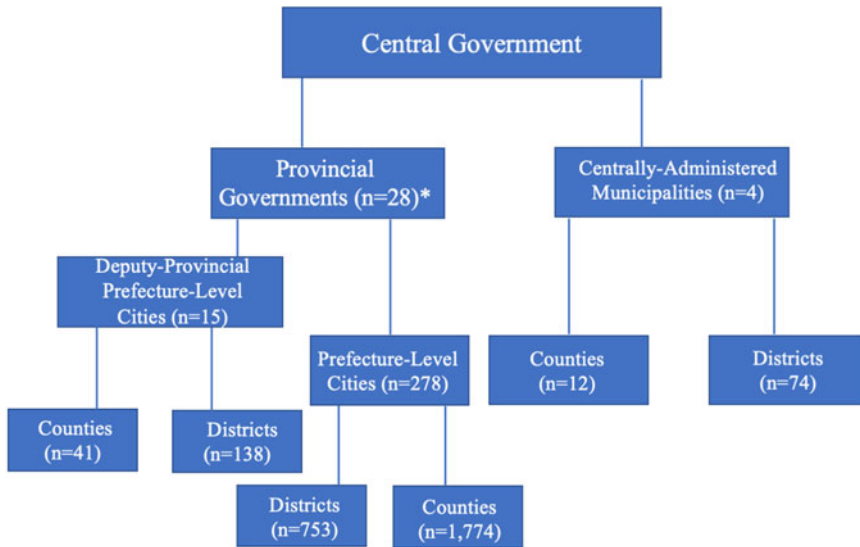 Central Government
Provincial
Governments (n=28)*
Centrally-Administered
Municipalities (n=4)
Deputy-Provincial
Prefecture-Level
Cities (n=15)
Prefecture-Level
Cities (n=278)
Counties
(n=12)
Districts
(n=74)
Counties
(n=41)
Districts
(n=138)
Districts
(n=753)
Counties
(n=1,774)